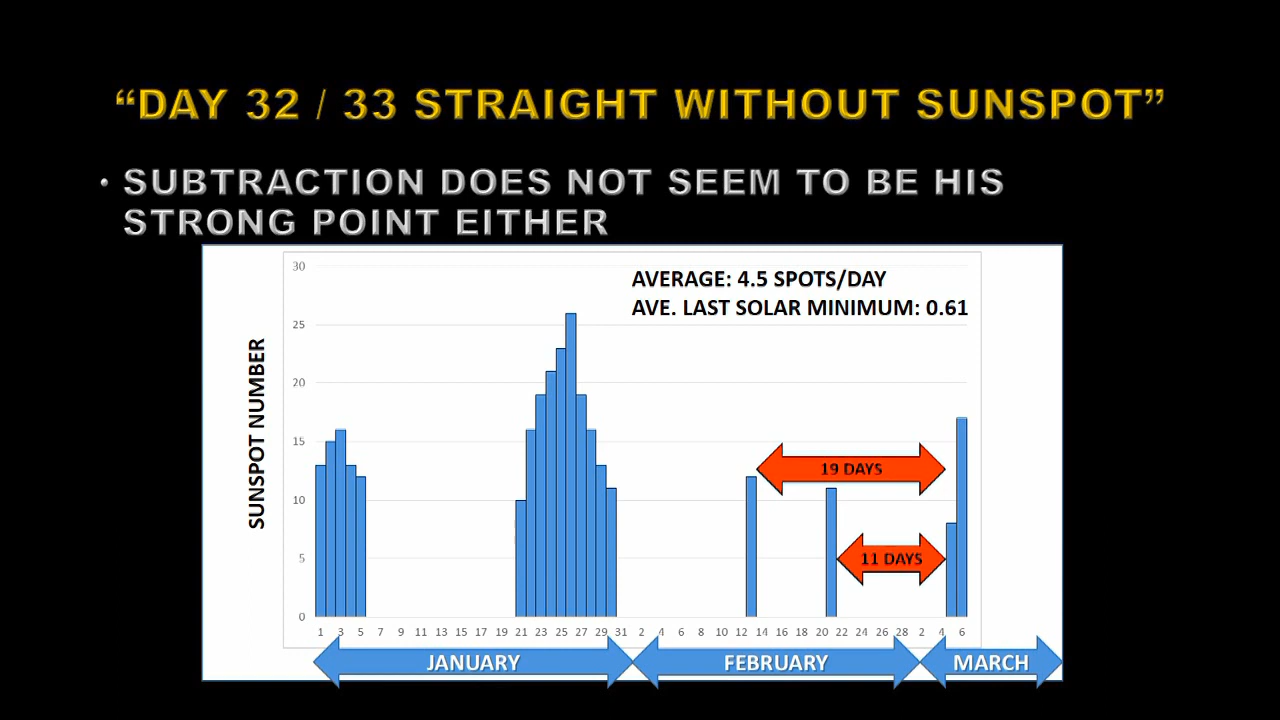 “DAY 32 / 33 STRAIGHT WITHOUT SUNSPOT”
• SUBTRACTION DOES NOT SEEM TO BE HIS
STRONG POINT EITHER
AVERAGE: 4.5 SPOTS/DAY
AVE. LAST SOLAR MINIMUM: 0.61
SUNSPOT NUMBER
30
25
20
15
10
5
0
19 DAYS
11 DAYS
1 3 5 7 9 11 13 15 17 19 21 23 25 27 29 31 2 4 6 8 10 12 14 16 18 20 22 24 26 28 2 4 6
JANUARY FEBRUARY MARCH